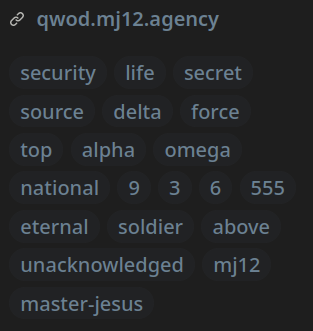 qwod.mj12.agency
security life secret
source delta force
top alpha omega
national 9 3 6 555
eternal soldier above
unacknowledged mj12
master-jesus